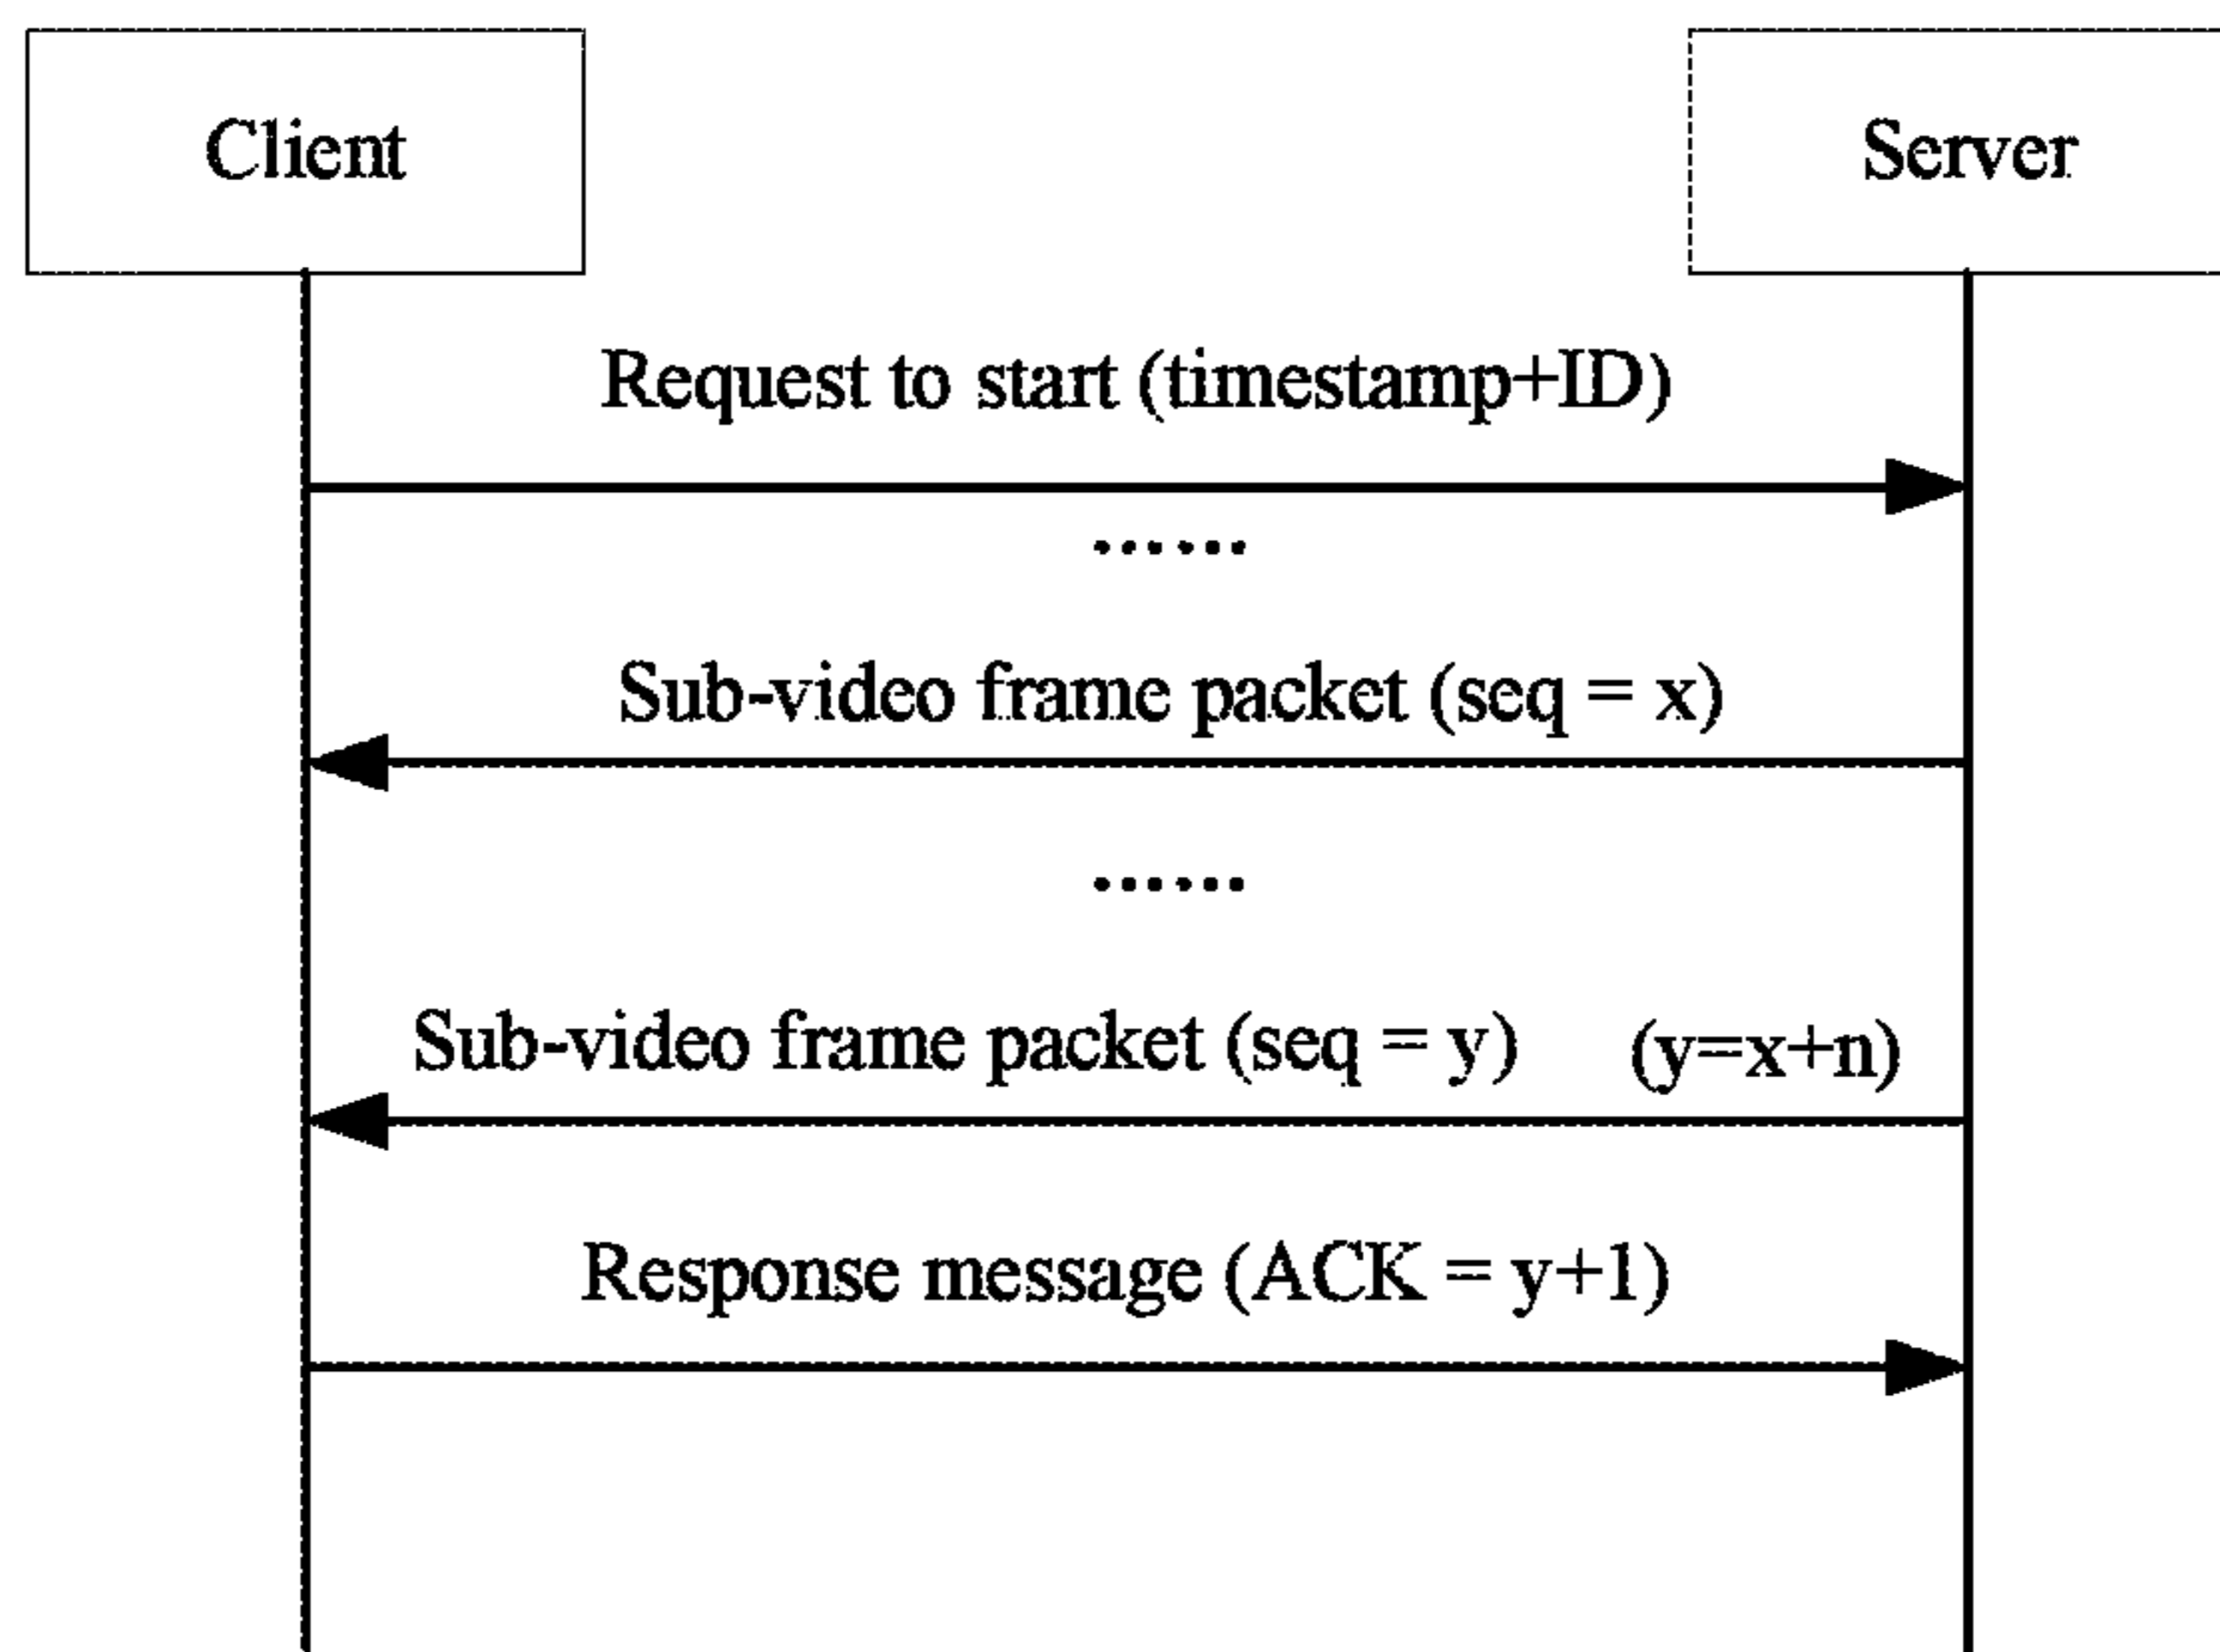 Client
Server
Request to start (timestamp+ID)
......
Sub-video frame packet (seq = x)
......
Sub-video frame packet (seq = y) (y=x+n)
Response message (ACK = y+1)